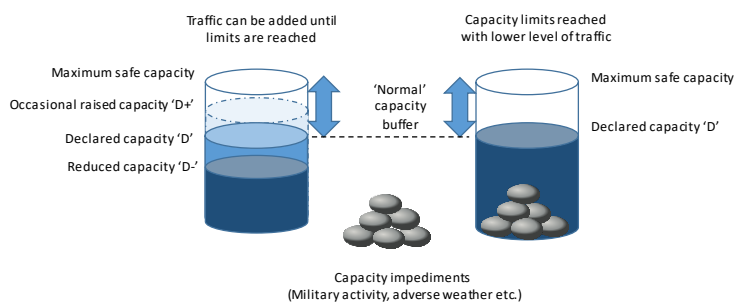 Traffic can be added until
limits are reached
Capacity limits reached
with lower level of traffic
Maximum safe capacity
Occasional raised capacity ‘D+’
Declared capacity ‘D’
Reduced capacity ‘D-’
‘Normal’
capacity
buffer
Maximum safe capacity
Declared capacity ‘D’
Capacity impediments
(Military activity, adverse weather etc.)